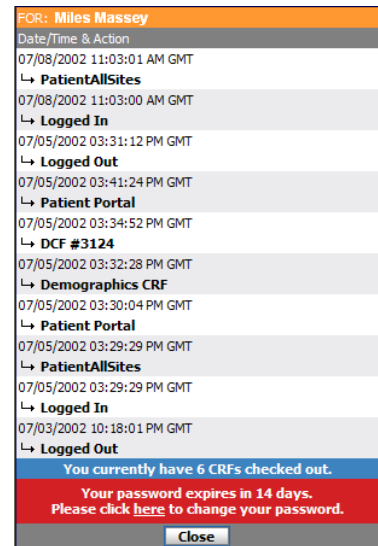 FOR: Miles Massey
Date/Time & Action
07/08/2002 11:03:01 AM GMT
↳ PatientAllSites
07/08/2002 11:03:00 AM GMT
↳ Logged In
07/05/2002 03:31:12 PM GMT
↳ Logged Out
07/05/2002 03:41:24 PM GMT
↳ Patient Portal
07/05/2002 03:34:52 PM GMT
↳ DCF #3124
07/05/2002 03:32:28 PM GMT
↳ Demographics CRF
07/05/2002 03:30:04 PM GMT
↳ Patient Portal
07/05/2002 03:29:29 PM GMT
↳ PatientAllSites
07/05/2002 03:29:29 PM GMT
↳ Logged In
07/03/2002 10:18:01 PM GMT
↳ Logged Out
You currently have 6 CRFs checked out.
Your password expires in 14 days.
Please click here to change your password.
Close